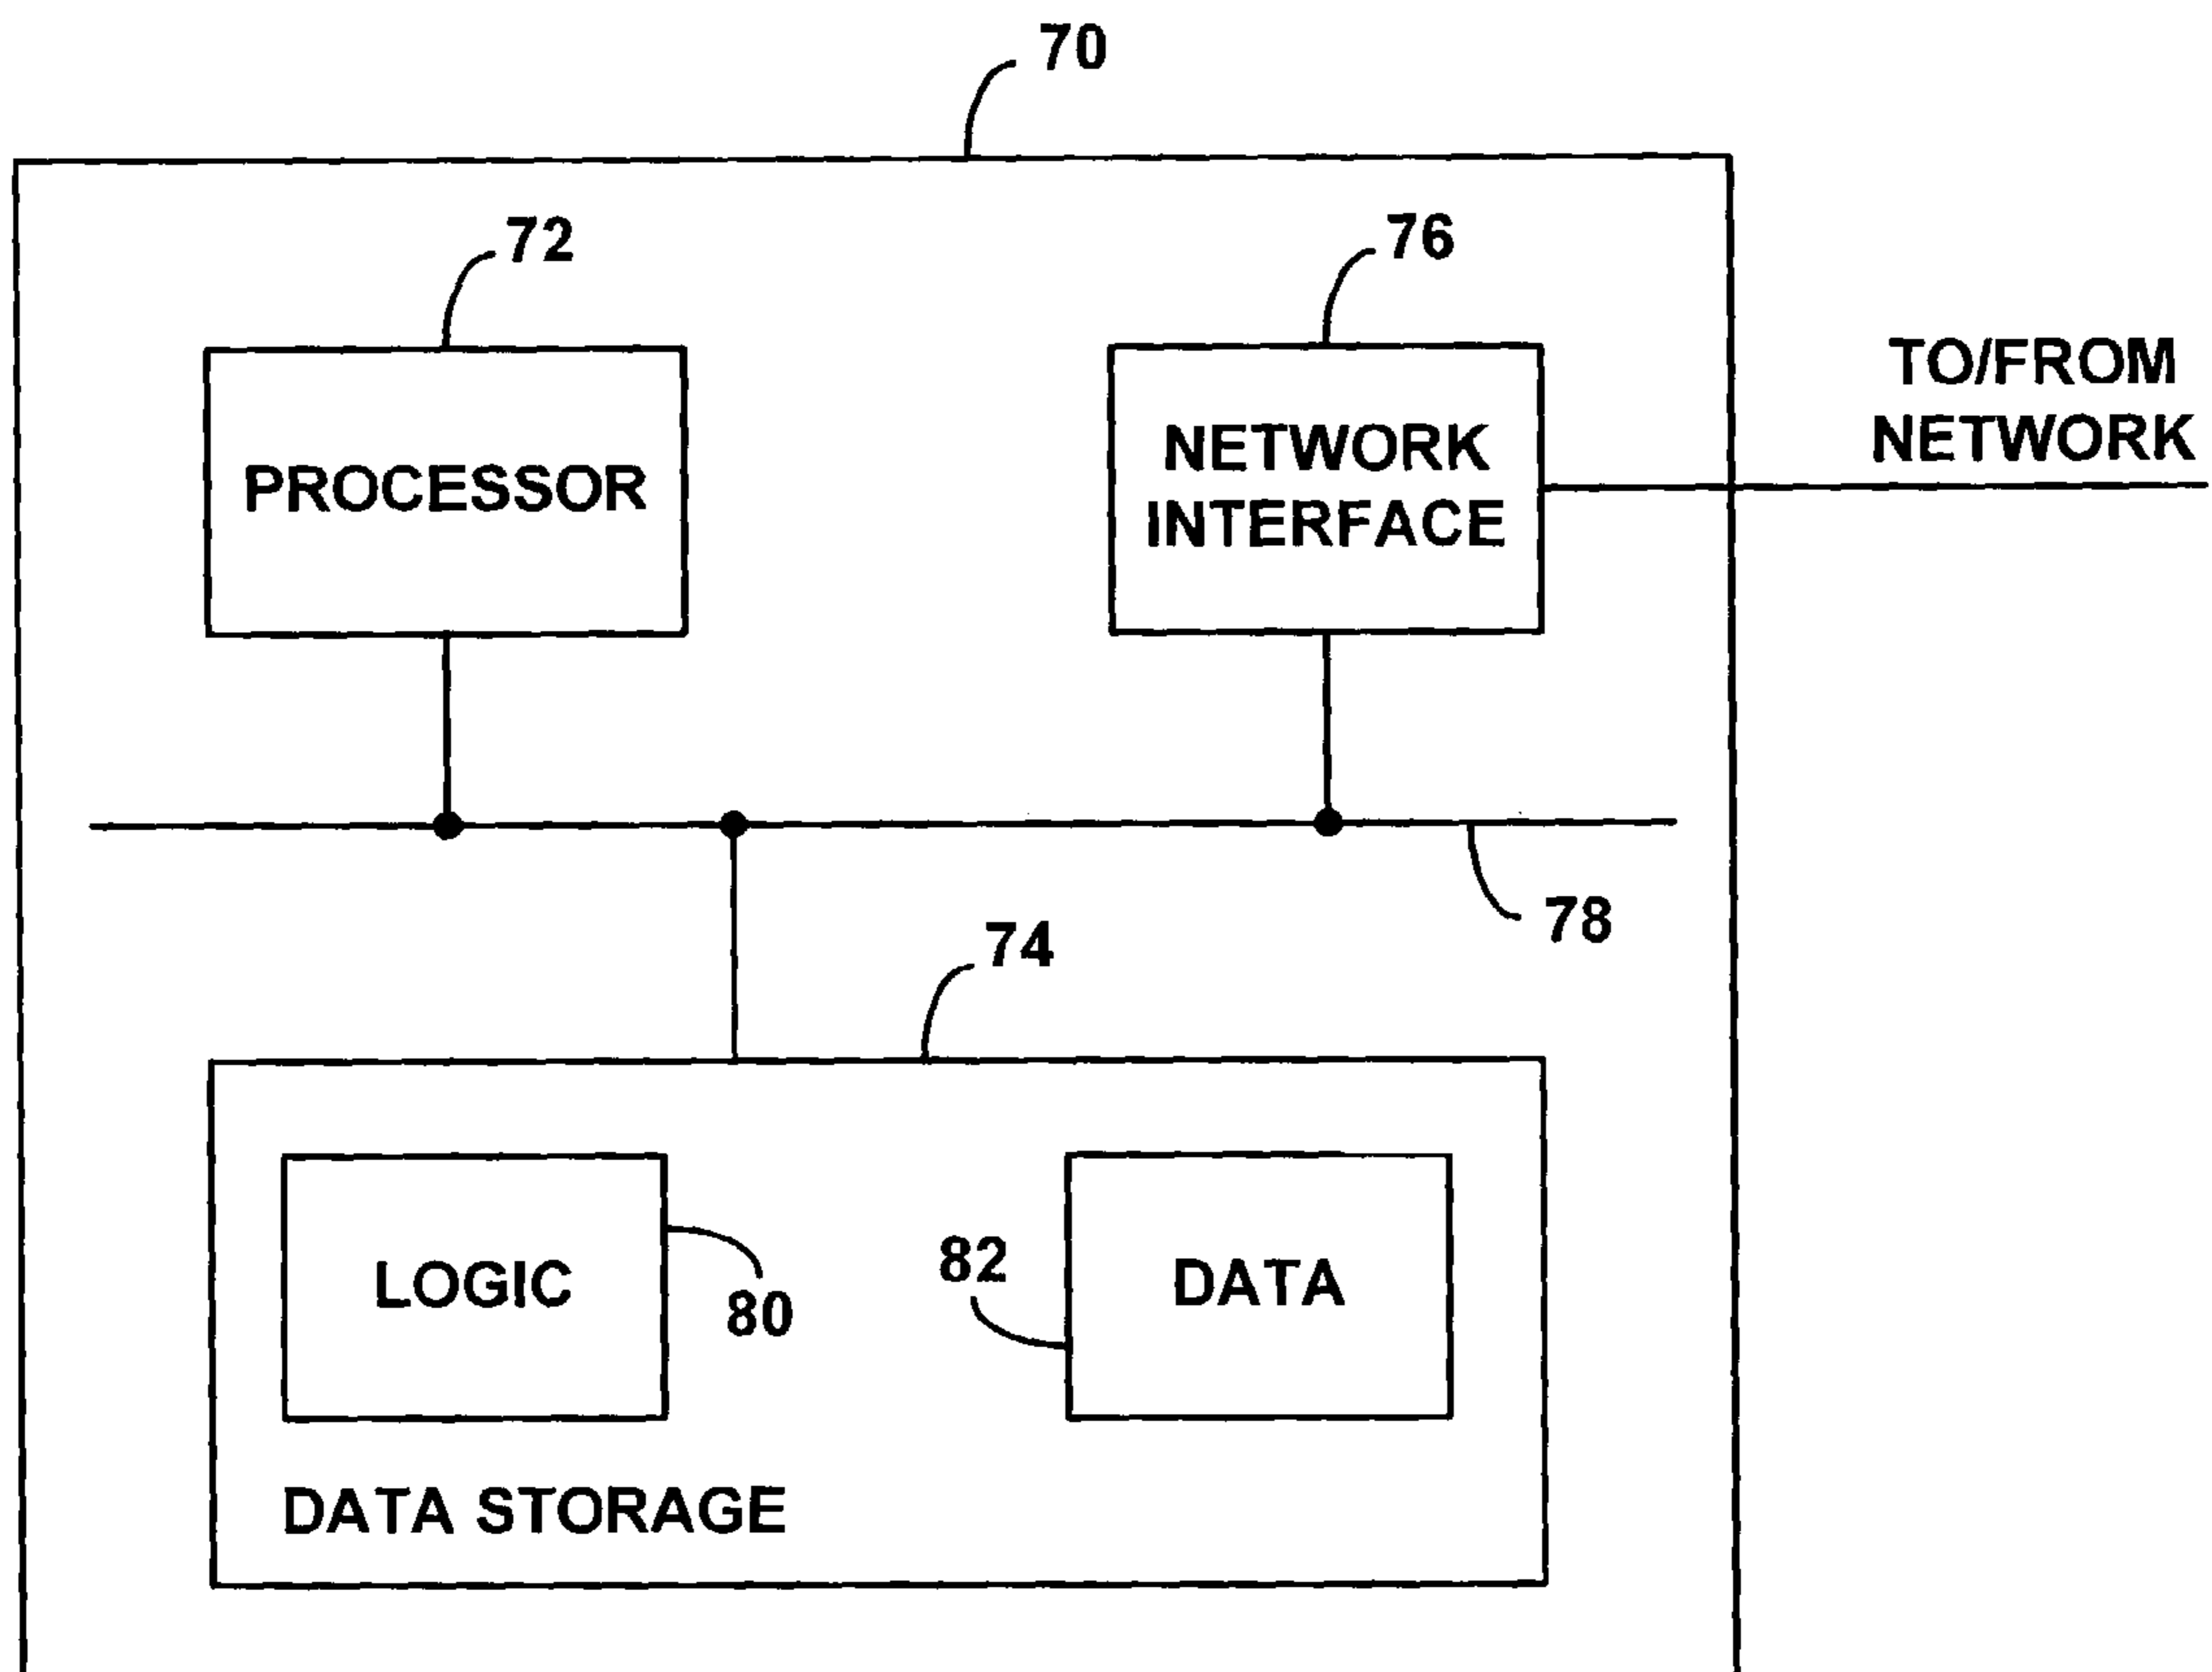 70
72
76
PROCESSOR
NETWORK
INTERFACE
TO/FROM
NETWORK
78
74
LOGIC
80
82
DATA
DATA STORAGE